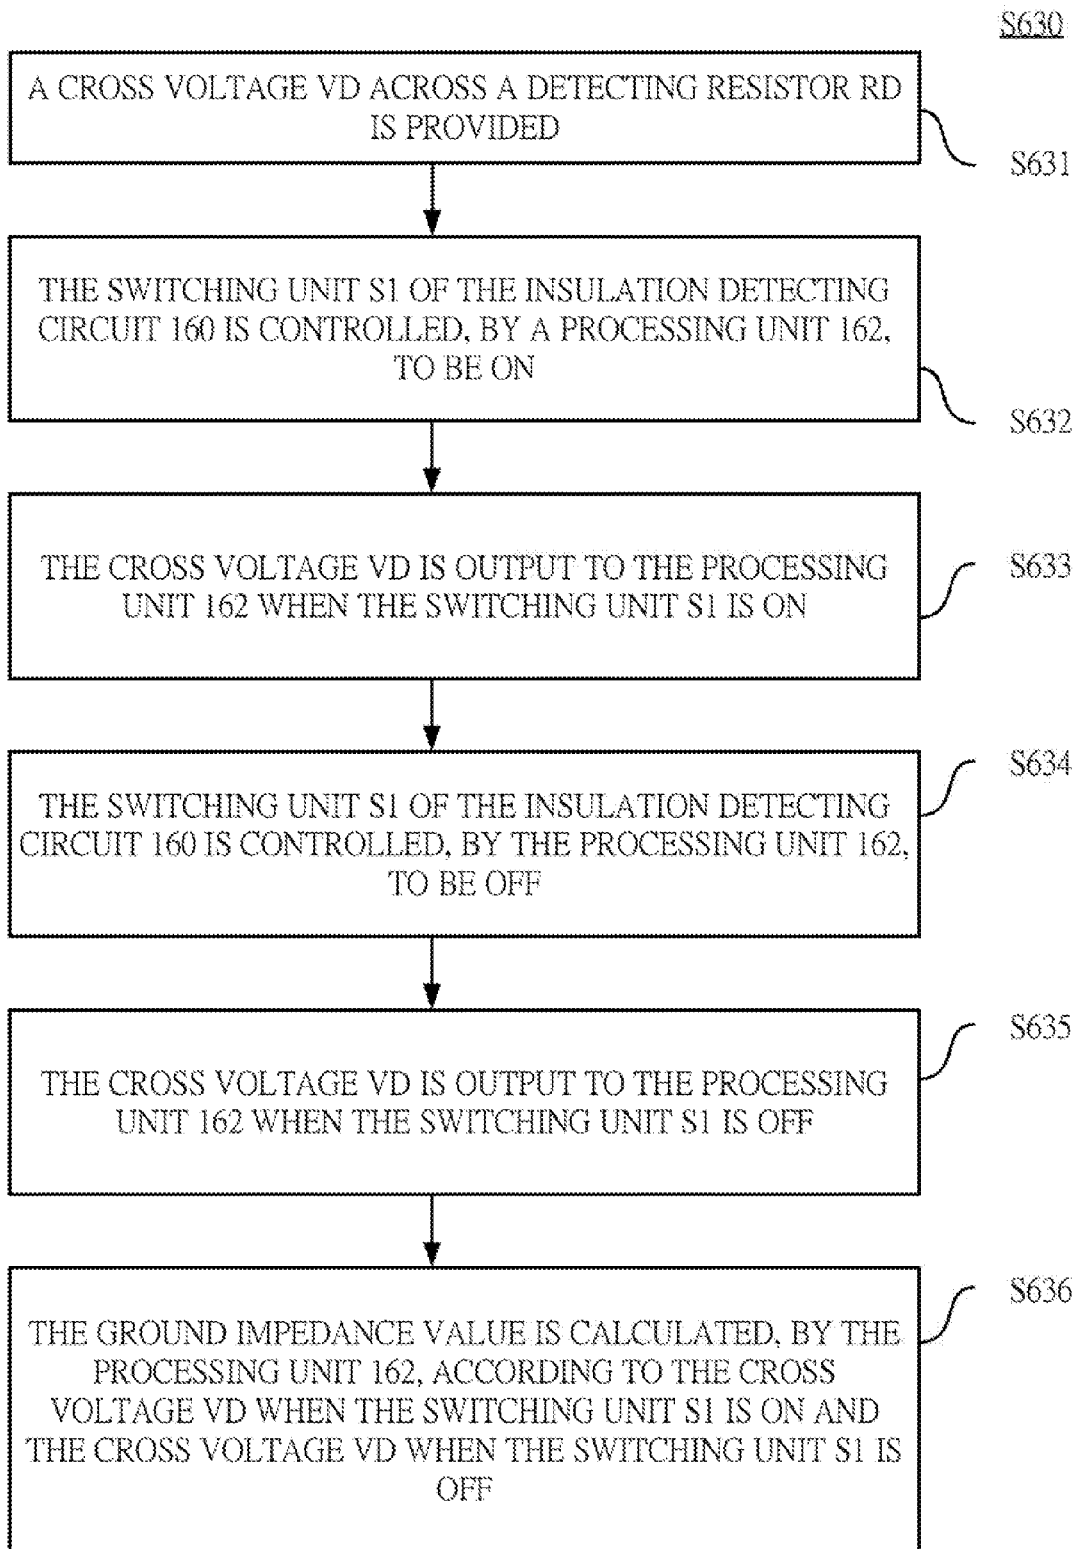 S630
A CROSS VOLTAGE VD ACROSS A DETECTING RESISTOR RD
IS PROVIDED
S631
THE SWITCHING UNIT S1 OF THE INSULATION DETECTING
CIRCUIT 160 IS CONTROLLED, BY A PROCESSING UNIT 162,
TO BE ON
S632
THE CROSS VOLTAGE VD IS OUTPUT TO THE PROCESSING
UNIT 162 WHEN THE SWITCHING UNIT S1 IS ON
S633
THE SWITCHING UNIT S1 OF THE INSULATION DETECTING
CIRCUIT 160 IS CONTROLLED, BY THE PROCESSING UNIT 162,
TO BE OFF
S634
THE CROSS VOLTAGE VD IS OUTPUT TO THE PROCESSING
UNIT 162 WHEN THE SWITCHING UNIT S1 IS OFF
S635
THE GROUND IMPEDANCE VALUE IS CALCULATED, BY THE
PROCESSING UNIT 162, ACCORDING TO THE CROSS
VOLTAGE VD WHEN THE SWITCHING UNIT S1 IS ON AND
THE CROSS VOLTAGE VD WHEN THE SWITCHING UNIT S1 IS
OFF
S636